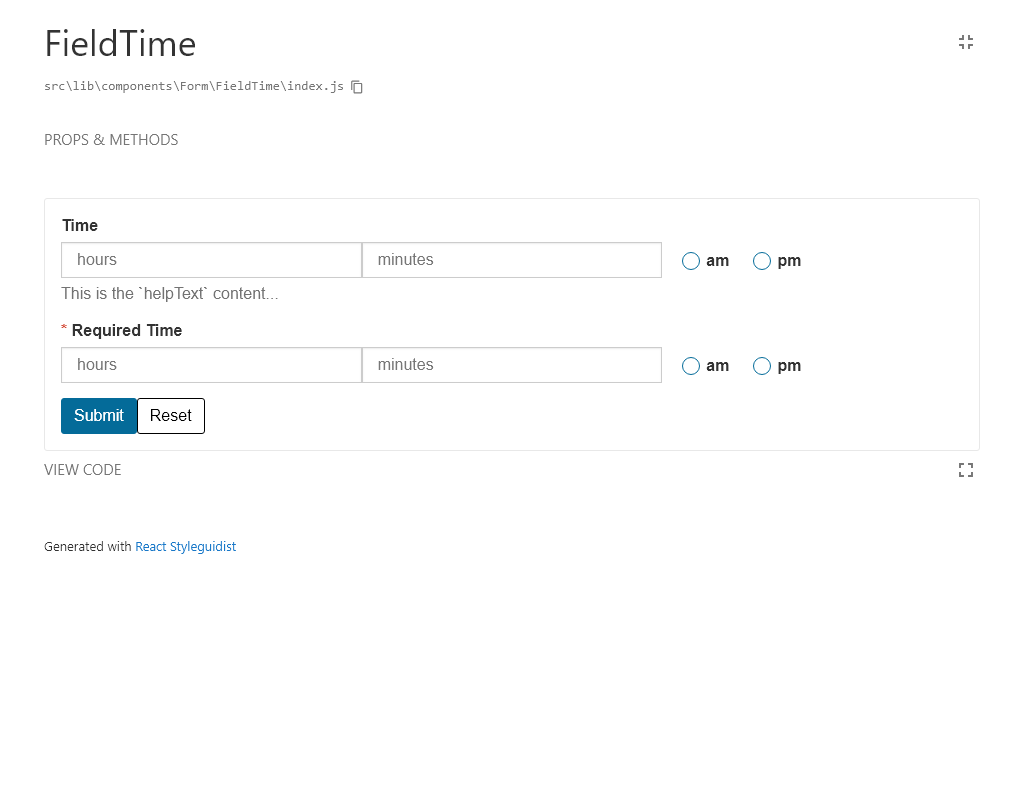 FieldTime
src\lib\components\Form\FieldTime\index.js
PROPS & METHODS
Time
hours minutes am pm
This is the `helpText` content...
* Required Time
hours minutes am pm
Submit Reset
VIEW CODE
Generated with React Styleguidist